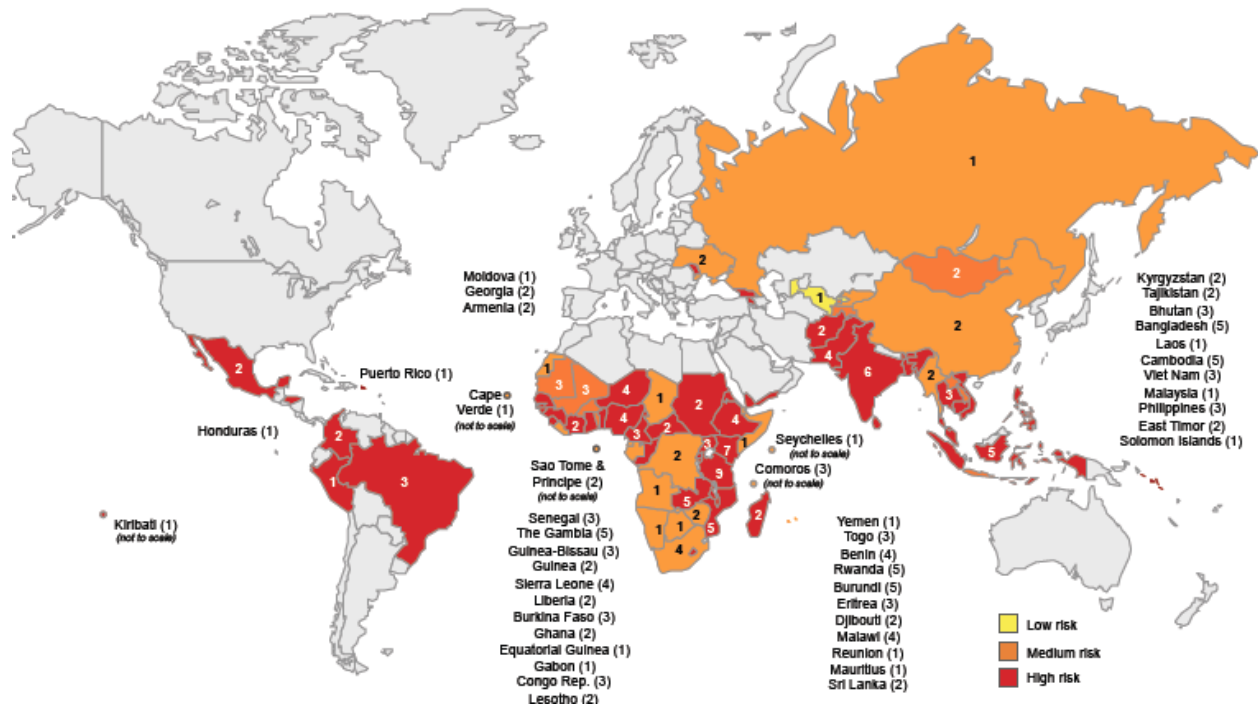 1
2
2
1
2
Moldova (1)
Georgia (2)
Armenia (2)
Kyrgyzstan (2)
Tajikistan (2)
Bhutan (3)
Bangladesh (5)
Laos (1)
Cambodia (5)
Viet Nam (3)
Malaysia (1)
Philippines (3)
East Timor (2)
Solomon Islands (1)
2
4
6
2
3
5
2
Puerto Rico (1)
Honduras (1)
2
1
3
Kiribati (1)
(not to scale)
Cape
Verde (1)
(not to scale)
1
3
3
4
1
2
4
2
4
3
2
3
7
1
2
9
1
5
2
5
2
1
1
4
Sao Tome &
Principe (2)
(not to scale)
Seychelles (1)
(not to scale)
Comoros (3)
(not to scale)
Senegal (3)
The Gambia (5)
Guinea-Bissau (3)
Guinea (2)
Sierra Leone (4)
Liberia (2)
Burkina Faso (3)
Ghana (2)
Equatorial Guinea (1)
Gabon (1)
Congo Rep. (3)
Lesotho (2)
Yemen (1)
Togo (3)
Benin (4)
Rwanda (5)
Burundi (5)
Eritrea (3)
Djibouti (2)
Malawi (4)
Reunion (1)
Mauritius (1)
Sri Lanka (2)
Low risk
Medium risk
High risk